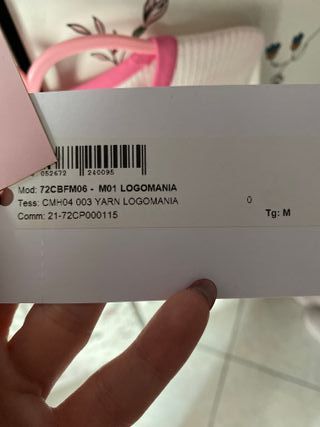 052672 240095
Mod: 72CBFM06 - M01 LOGOMANIA
Tess: CMH04 003 YARN LOGOMANIA 0
Comm: 21-72CP000115 Tg: M